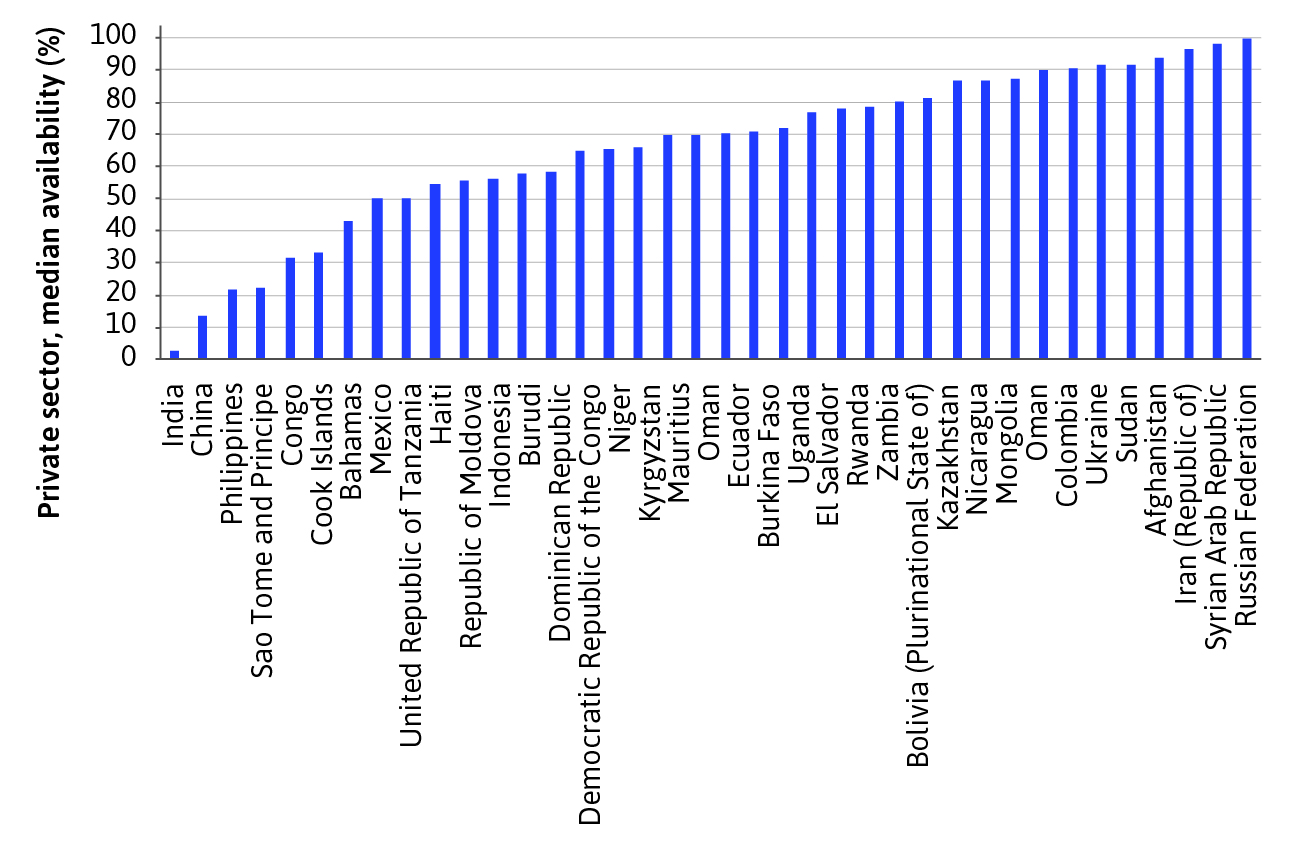 Private sector, median availability (%)
100
90
80
70
60
50
40
30
20
10
0
India
China
Philippines
Sao Tome and Principe
Congo
Cook Islands
Bahamas
Mexico
United Republic of Tanzania
Haiti
Republic of Moldova
Indonesia
Burudi
Dominican Republic
Democratic Republic of the Congo
Niger
Kyrgyzstan
Mauritius
Oman
Ecuador
Burkina Faso
Uganda
El Salvador
Rwanda
Zambia
Bolivia (Plurinational State of)
Kazakhstan
Nicaragua
Mongolia
Oman
Colombia
Ukraine
Sudan
Afghanistan
Iran (Republic of)
Syrian Arab Republic
Russian Federation